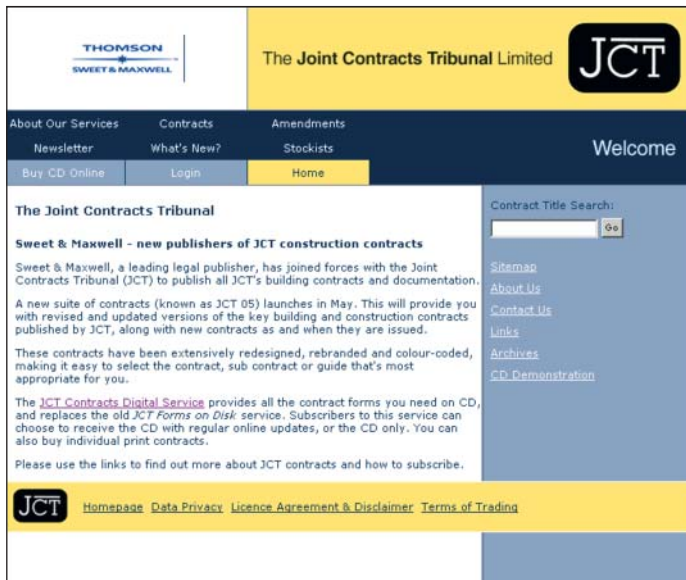 THOMSON
SWEET & MAXWELL
The Joint Contracts Tribunal Limited
JCT
About Our Services
Contracts
Amendments
Newsletter
What's New?
Stockists
Welcome
Buy CD Online
Login
Home
The Joint Contracts Tribunal
Sweet & Maxwell - new publishers of JCT construction contracts
Sweet & Maxwell, a leading legal publisher, has joined forces with the Joint
Contracts Tribunal (JCT) to publish all JCT's building contracts and documentation.
A new suite of contracts (known as JCT 05) launches in May. This will provide you
with revised and updated versions of the key building and construction contracts
published by JCT, along with new contracts as and when they are issued.
These contracts have been extensively redesigned, rebranded and colour-coded,
making it easy to select the contract, sub contract or guide that's most
appropriate for you.
The JCT Contracts Digital Service provides all the contract forms you need on CD,
and replaces the old JCT Forms on Disk service. Subscribers to this service can
choose to receive the CD with regular online updates, or the CD only. You can
also buy individual print contracts.
Please use the links to find out more about JCT contracts and how to subscribe.
Contract Title Search:
Go
Sitemap
About Us
Contact Us
Links
Archives
CD Demonstration
JCT
Homepage Data Privacy Licence Agreement & Disclaimer Terms of Trading